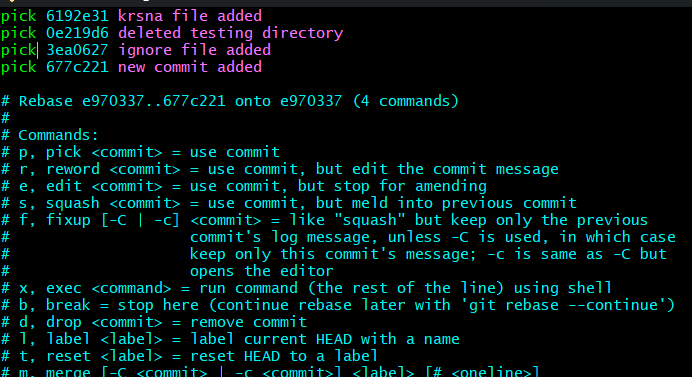 pick 6192e31 krsna file added
pick 0e219d6 deleted testing directory
pick 3ea0627 ignore file added
pick 677c221 new commit added

# Rebase e970337..677c221 onto e970337 (4 commands)
#
# Commands:
# p, pick <commit> = use commit
# r, reword <commit> = use commit, but edit the commit message
# e, edit <commit> = use commit, but stop for amending
# s, squash <commit> = use commit, but meld into previous commit
# f, fixup [-C | -c] <commit> = like "squash" but keep only the previous
#                    commit's log message, unless -C is used, in which case
#                    keep only this commit's message; -c is same as -C but
#                    opens the editor
# x, exec <command> = run command (the rest of the line) using shell
# b, break = stop here (continue rebase later with 'git rebase --continue')
# d, drop <commit> = remove commit
# l, label <label> = label current HEAD with a name
# t, reset <label> = reset HEAD to a label
# m, merge [-C <commit> | -c <commit>] <label> [# <oneline>]